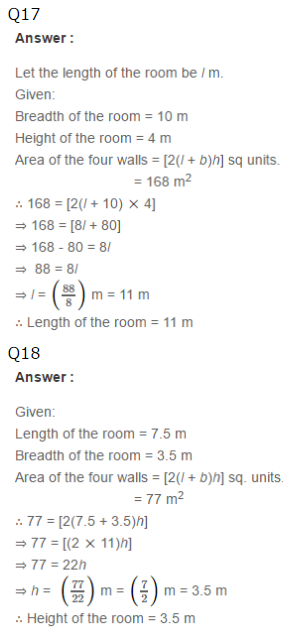 Q17
Answer :
Let the length of the room be l m.
Given:
Breadth of the room = 10 m
Height of the room = 4 m
Area of the four walls = [2(l + b)h] sq units.
= 168 m²
∴ 168 = [2(l + 10) × 4]
⇒ 168 = [8l + 80]
⇒ 168 - 80 = 8l
⇒ 88 = 8l
⇒ l = (88/8) m = 11 m
∴ Length of the room = 11 m
Q18
Answer :
Given:
Length of the room = 7.5 m
Breadth of the room = 3.5 m
Area of the four walls = [2(l + b)h] sq. units.
= 77 m²
∴ 77 = [2(7.5 + 3.5)h]
⇒ 77 = [(2 × 11)h]
⇒ 77 = 22h
⇒ h = (77/22) m = (7/2) m = 3.5 m
∴ Height of the room = 3.5 m